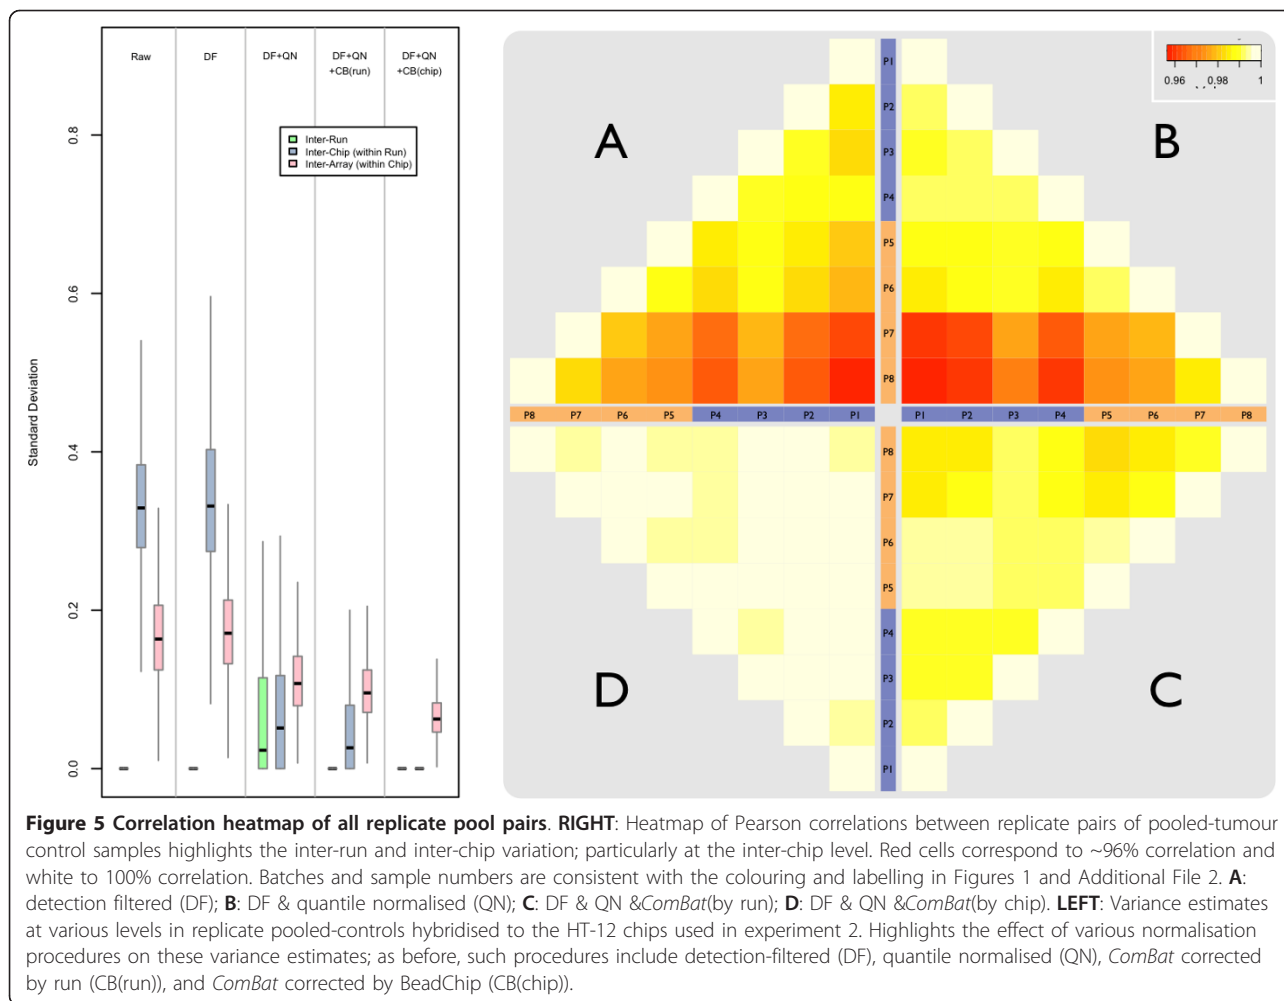 Raw
DF
DF+QN
DF+QN
+CB(run)
DF+QN
+CB(chip)
Inter-Run
Inter-Chip (within Run)
Inter-Array (within Chip)
Standard Deviation
0.8
0.6
0.4
0.2
0.0
A
B
C
D
0.96 0.98 1
P1
P2
P3
P4
P5
P6
P7
P8
P8 P7 P6 P5 P4 P3 P2 P1 P1 P2 P3 P4 P5 P6 P7 P8
P8
P7
P6
P5
P4
P3
P2
P1
Figure 5 Correlation heatmap of all replicate pool pairs. RIGHT: Heatmap of Pearson correlations between replicate pairs of pooled-tumour
control samples highlights the inter-run and inter-chip variation; particularly at the inter-chip level. Red cells correspond to ~96% correlation and
white to 100% correlation. Batches and sample numbers are consistent with the colouring and labelling in Figures 1 and Additional File 2. A:
detection filtered (DF); B: DF & quantile normalised (QN); C: DF & QN &ComBat(by run); D: DF & QN &ComBat(by chip). LEFT: Variance estimates
at various levels in replicate pooled-controls hybridised to the HT-12 chips used in experiment 2. Highlights the effect of various normalisation
procedures on these variance estimates; as before, such procedures include detection-filtered (DF), quantile normalised (QN), ComBat corrected
by run (CB(run)), and ComBat corrected by BeadChip (CB(chip)).